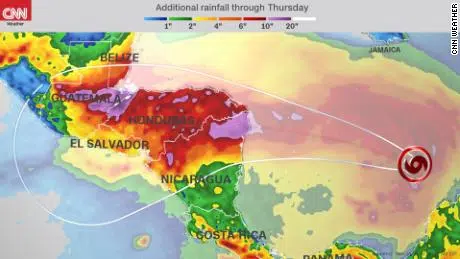 CNN
Weather
Additional rainfall through Thursday
1" 2" 4" 6" 10" 20"
JAMAICA
BELIZE
GUATEMALA
HONDURAS
EL SALVADOR
NICARAGUA
COSTA RICA
PANAMA
CNN WEATHER